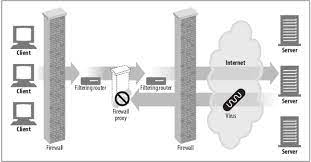 Client
Client
Client
Firewall
Filtering router
Firewall
proxy
Filtering router
Firewall
Internet
Virus
Server
Server
Server